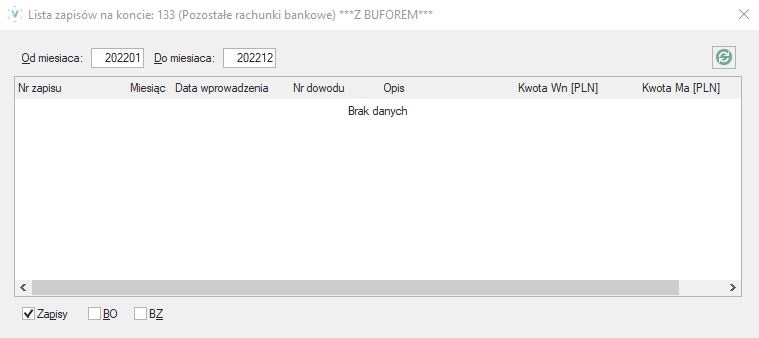 Lista zapisów na koncie: 133 (Pozostałe rachunki bankowe) ***Z BUFOREM***
Od miesiaca: 202201 Do miesiaca: 202212
Nr zapisu Miesiąc Data wprowadzenia Nr dowodu Opis Kwota Wn [PLN] Kwota Ma [PLN]
Brak danych
Zapisy BO BZ